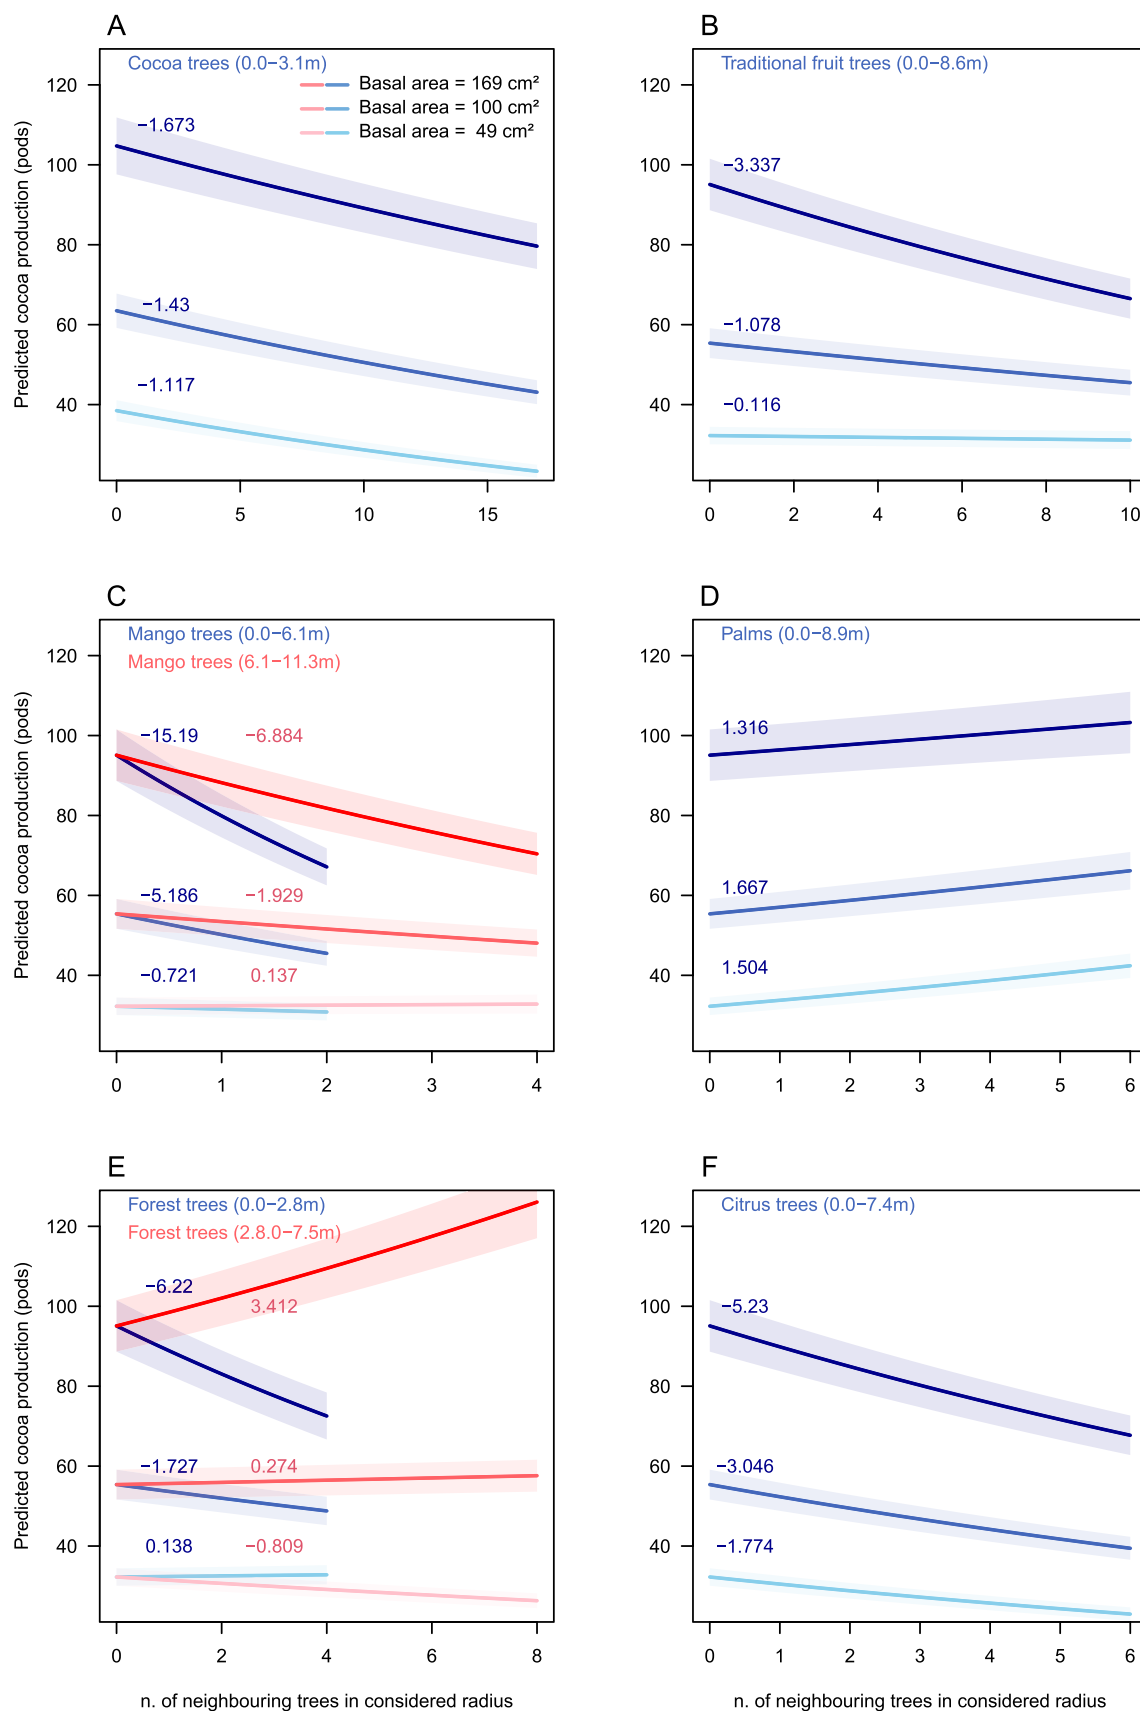 A
Cocoa trees (0.0−3.1m)
Basal area = 169 cm²
Basal area = 100 cm²
Basal area = 49 cm²
−1.673
−1.43
−1.117
120
100
80
60
40
Predicted cocoa production (pods)
0 5 10 15
B
Traditional fruit trees (0.0−8.6m)
−3.337
−1.078
−0.116
120
100
80
60
40
0 2 4 6 8 10
C
Mango trees (0.0−6.1m)
Mango trees (6.1−11.3m)
−15.19 −6.884
−5.186 −1.929
−0.721 0.137
120
100
80
60
40
Predicted cocoa production (pods)
0 1 2 3 4
D
Palms (0.0−8.9m)
1.316
1.667
1.504
120
100
80
60
40
0 1 2 3 4 5 6
E
Forest trees (0.0−2.8m)
Forest trees (2.8.0−7.5m)
−6.22
3.412
−1.727 0.274
0.138 −0.809
120
100
80
60
40
Predicted cocoa production (pods)
0 2 4 6 8
n. of neighbouring trees in considered radius
F
Citrus trees (0.0−7.4m)
−5.23
−3.046
−1.774
120
100
80
60
40
0 1 2 3 4 5 6
n. of neighbouring trees in considered radius